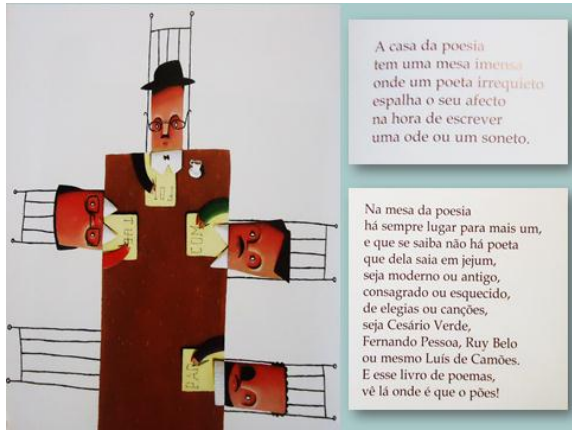 A casa da poesia
tem uma mesa imensa
onde um poeta irrequieto
espalha o seu afecto
na hora de escrever
uma ode ou um soneto.
Na mesa da poesia
há sempre lugar para mais um,
e que se saiba não há poeta
que dela saia em jejum,
seja moderno ou antigo,
consagrado ou esquecido,
de elegias ou canções,
seja Cesário Verde,
Fernando Pessoa, Ruy Belo
ou mesmo Luís de Camões.
E esse livro de poemas,
vê lá onde é que o pões!
COM